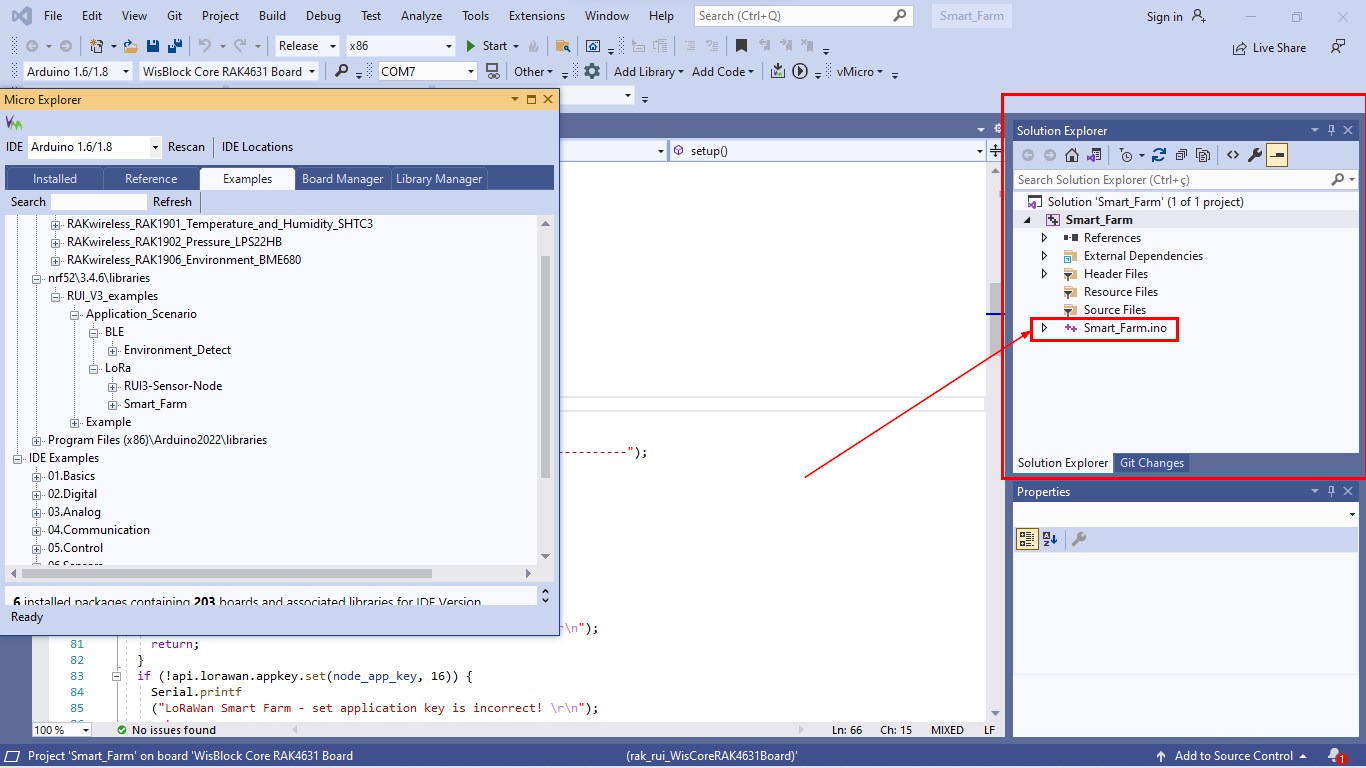 File Edit View Git Project Build Debug Test Analyze Tools Extensions Window Help Search (Ctrl+Q) Smart_Farm Sign in
Release x86 Start Live Share
Arduino 1.6/1.8 WisBlock Core RAK4631 Board COM7 Other Add Library Add Code vMicro
Micro Explorer
IDE Arduino 1.6/1.8 Rescan IDE Locations
Installed Reference Examples Board Manager Library Manager
Search Refresh
RAKwireless_RAK1901_Temperature_and_Humidity_SHTC3
RAKwireless_RAK1902_Pressure_LPS22HB
RAKwireless_RAK1906_Environment_BME680
nrf52\3.4.6\libraries
RUI_V3_examples
Application_Scenario
BLE
Environment_Detect
LoRa
RUI3-Sensor-Node
Smart_Farm
Example
Program Files (x86)\Arduino2022\libraries
IDE Examples
01.Basics
02.Digital
03.Analog
04.Communication
05.Control
6 installed packages containing 203 boards and associated libraries for IDE Version
Ready
setup()
----------");
\r\n");
81 return;
82 }
83 if (!api.lorawan.appkey.set(node_app_key, 16)) {
84 Serial.printf
85 ("LoRaWan Smart Farm - set application key is incorrect! \r\n");
100 % No issues found Ln: 66 Ch: 15 MIXED LF
Solution Explorer
Search Solution Explorer (Ctrl+ç)
Solution 'Smart_Farm' (1 of 1 project)
Smart_Farm
References
External Dependencies
Header Files
Resource Files
Source Files
Smart_Farm.ino
Solution Explorer Git Changes
Properties
Project 'Smart_Farm' on board 'WisBlock Core RAK4631 Board (rak_rui_WisCoreRAK4631Board)' Add to Source Control 1